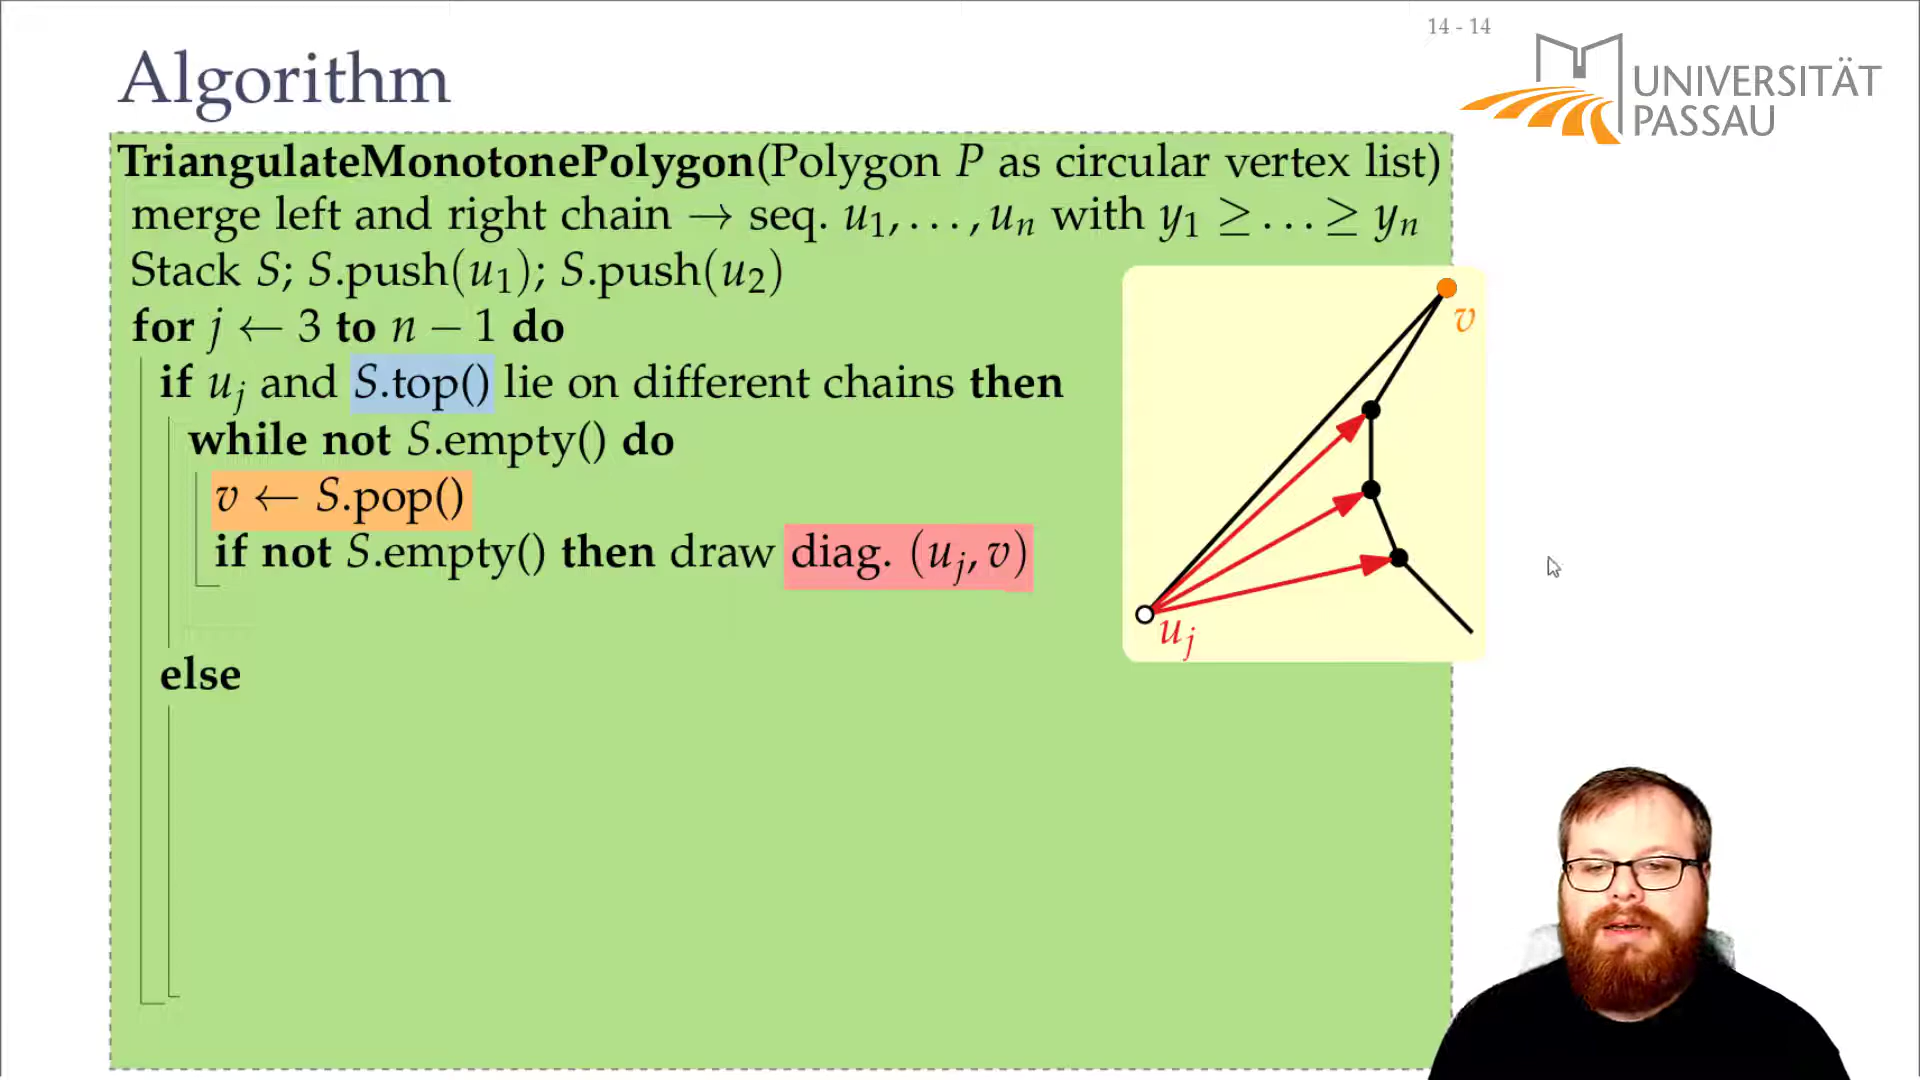 14 - 14
Algorithm
UNIVERSITÄT
PASSAU
TriangulateMonotonePolygon(Polygon P as circular vertex list)
merge left and right chain → seq. u₁, . . . , uₙ with y₁ ≥ . . . ≥ yₙ
Stack S; S.push(u₁); S.push(u₂)
for j ← 3 to n − 1 do
if uⱼ and S.top() lie on different chains then
while not S.empty() do
v ← S.pop()
if not S.empty() then draw diag. (uⱼ, v)
else
v
uⱼ